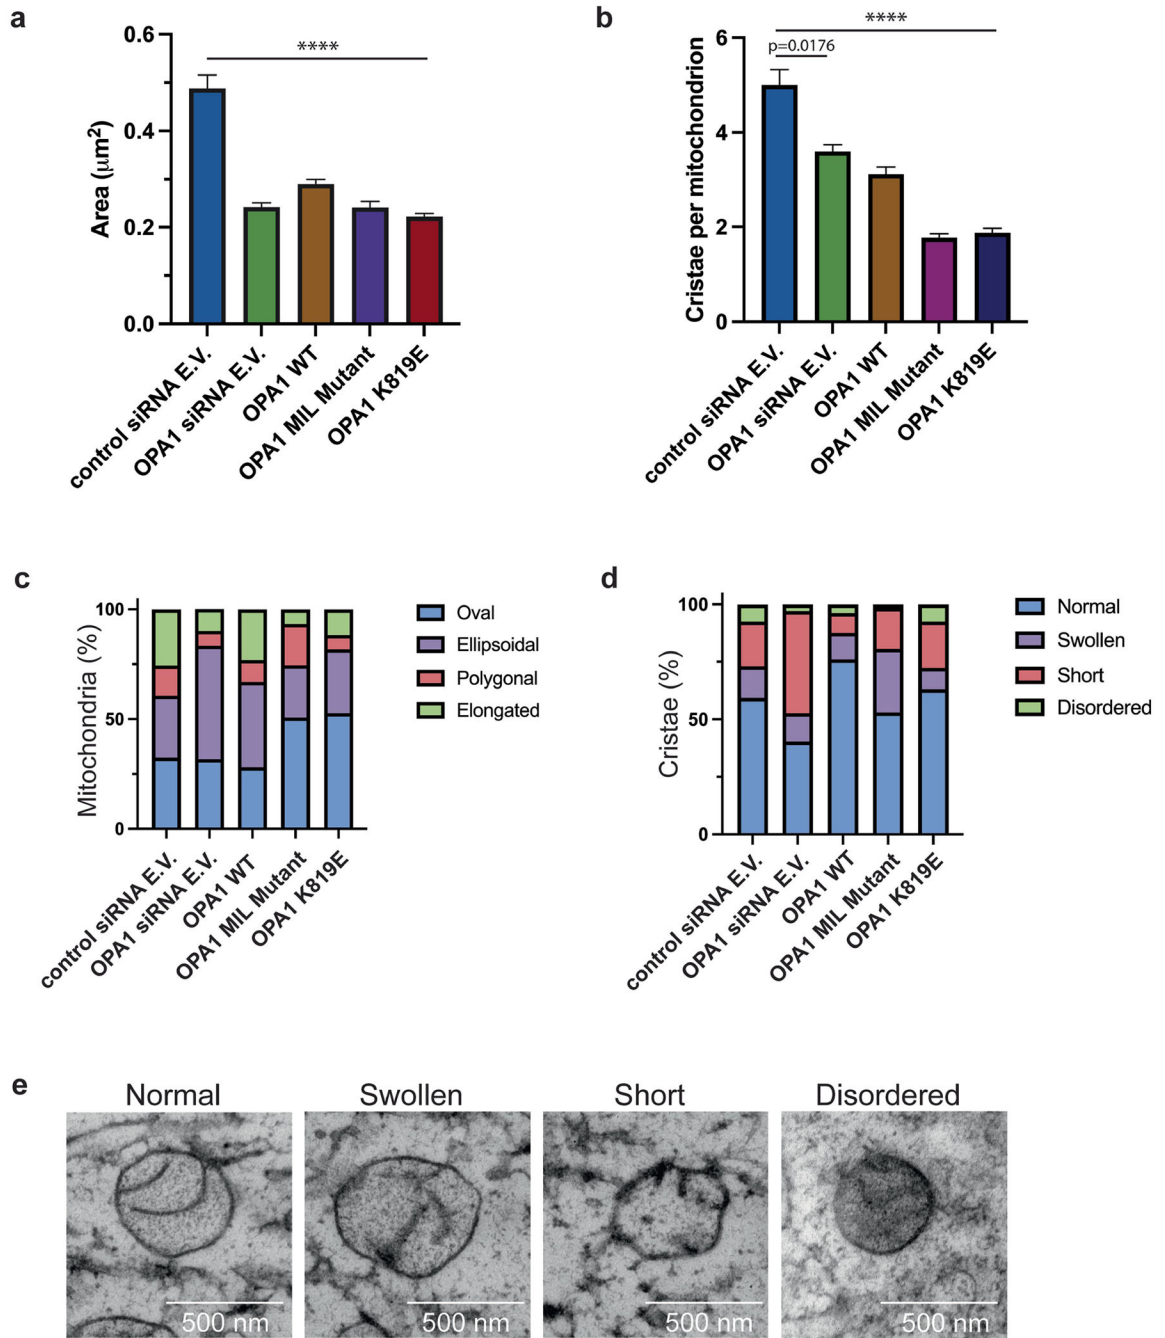 a
0.6
0.4
0.2
0.0
Area (μm²)
****
control siRNA E.V.
OPA1 siRNA E.V.
OPA1 WT
OPA1 MIL Mutant
OPA1 K819E
b
6
4
2
0
Cristae per mitochondrion
****
p=0.0176
control siRNA E.V.
OPA1 siRNA E.V.
OPA1 WT
OPA1 MIL Mutant
OPA1 K819E
c
100
50
0
Mitochondria (%)
Oval
Ellipsoidal
Polygonal
Elongated
control siRNA E.V.
OPA1 siRNA E.V.
OPA1 WT
OPA1 MIL Mutant
OPA1 K819E
d
100
50
0
Cristae (%)
Normal
Swollen
Short
Disordered
control siRNA E.V.
OPA1 siRNA E.V.
OPA1 WT
OPA1 MIL Mutant
OPA1 K819E
e
Normal
Swollen
Short
Disordered
500 nm
500 nm
500 nm
500 nm